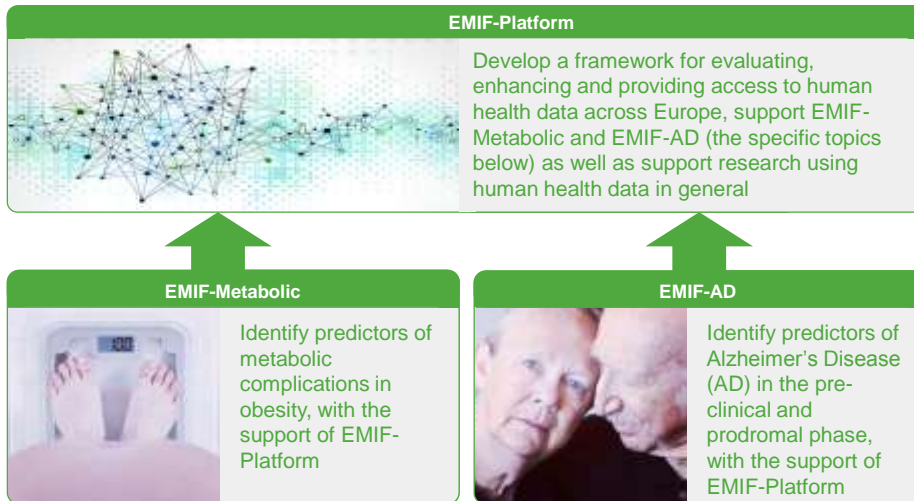 EMIF-Platform
Develop a framework for evaluating,
enhancing and providing access to human
health data across Europe, support EMIF-
Metabolic and EMIF-AD (the specific topics
below) as well as support research using
human health data in general
EMIF-Metabolic
100
Identify predictors of
metabolic
complications in
obesity, with the
support of EMIF-
Platform
EMIF-AD
Identify predictors of
Alzheimer's Disease
(AD) in the pre-
clinical and
prodromal phase,
with the support of
EMIF-Platform